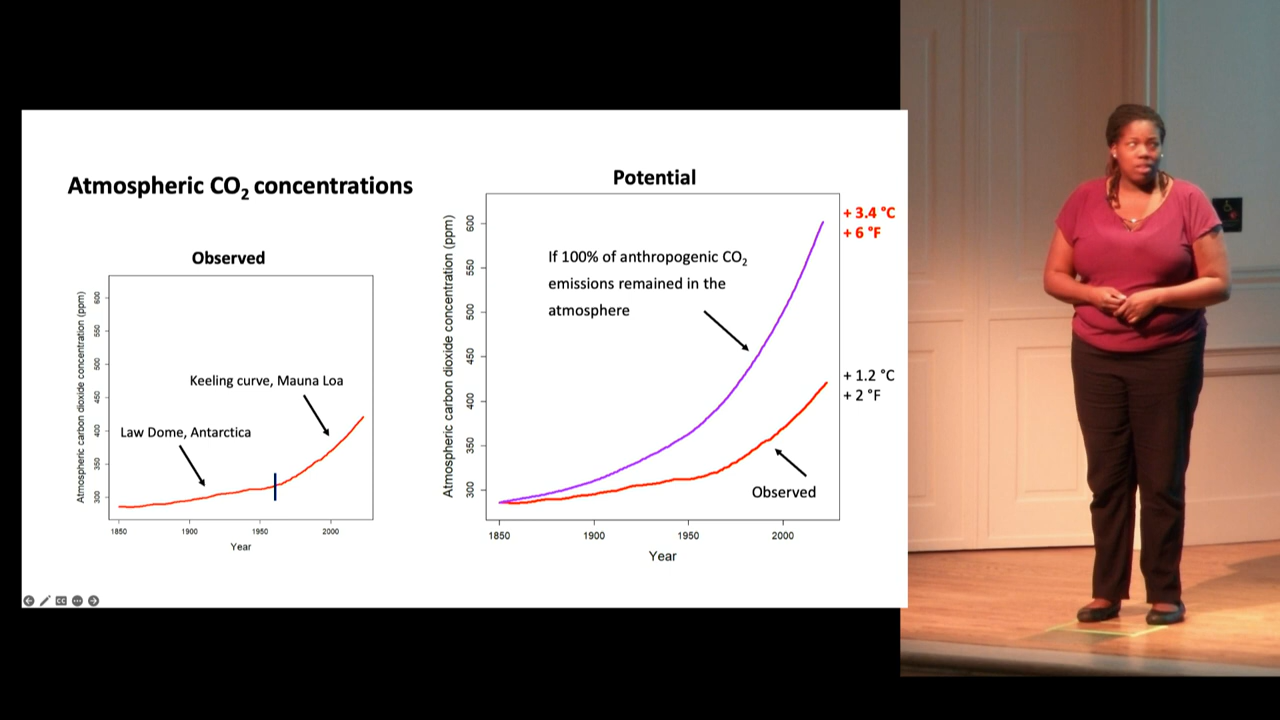 Atmospheric CO₂ concentrations
Observed
Atmospheric carbon dioxide concentration (ppm)
600
550
500
450
400
350
300
Keeling curve, Mauna Loa
Law Dome, Antarctica
1850 1900 1950 2000
Year
Potential
Atmospheric carbon dioxide concentration (ppm)
600
550
500
450
400
350
300
If 100% of anthropogenic CO₂
emissions remained in the
atmosphere
+ 3.4 °C
+ 6 °F
+ 1.2 °C
+ 2 °F
Observed
1850 1900 1950 2000
Year
CC